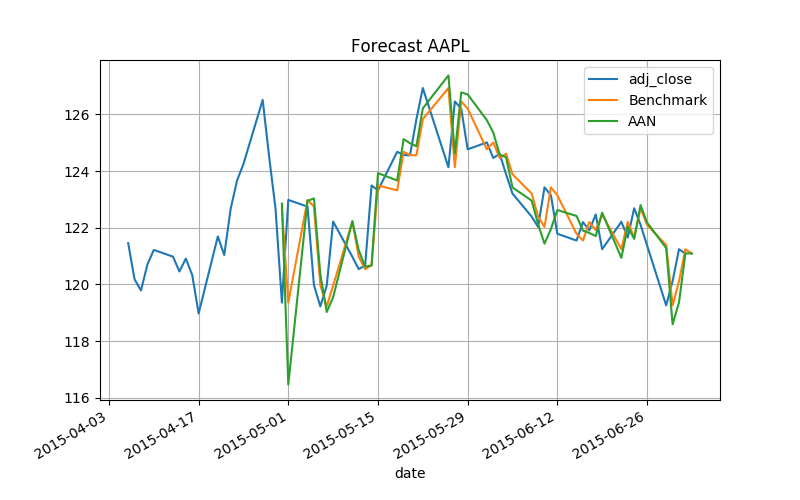 Forecast AAPL
adj_close
Benchmark
AAN
126
124
122
120
118
116
2015-04-03
2015-04-17
2015-05-01
2015-05-15
2015-05-29
2015-06-12
2015-06-26
date